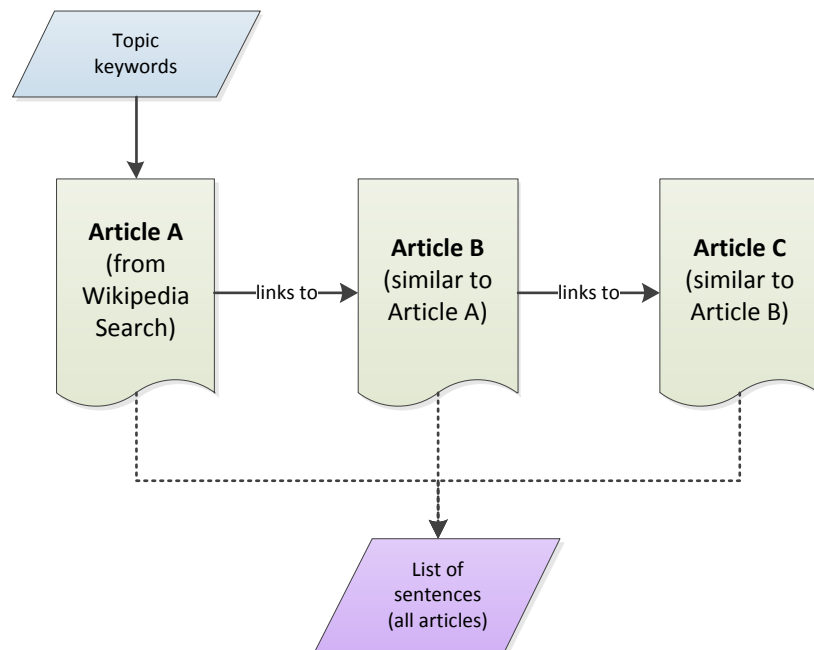 Topic
keywords
Article A
(from
Wikipedia
Search)
links to
Article B
(similar to
Article A)
links to
Article C
(similar to
Article B)
List of
sentences
(all articles)